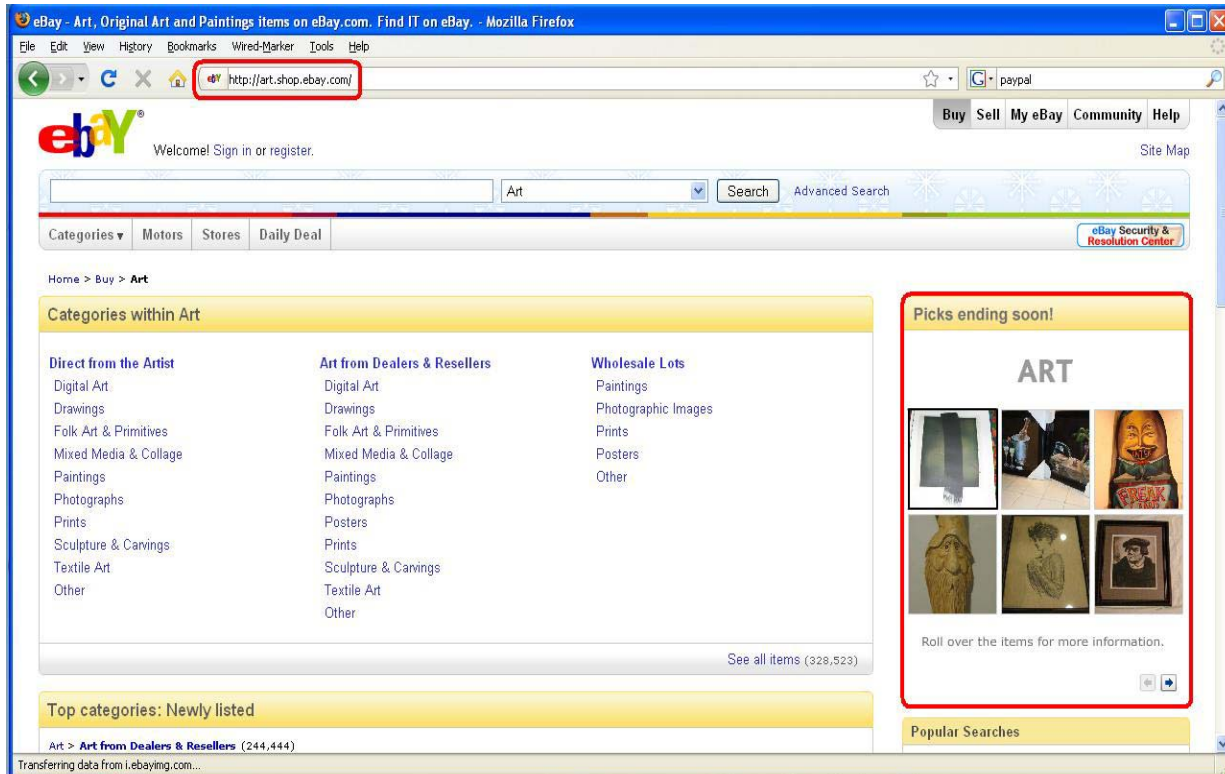 eBay - Art, Original Art and Paintings items on eBay.com. Find IT on eBay. - Mozilla Firefox
File Edit View History Bookmarks Wired-Marker Tools Help
http://art.shop.ebay.com/
paypal
Buy Sell My eBay Community Help
ebaY®
Welcome! Sign in or register.
Site Map
Art
Search
Advanced Search
Categories ▾ Motors Stores Daily Deal
eBay Security &
Resolution Center
Home > Buy > Art
Categories within Art
Direct from the Artist
Digital Art
Drawings
Folk Art & Primitives
Mixed Media & Collage
Paintings
Photographs
Prints
Sculpture & Carvings
Textile Art
Other
Art from Dealers & Resellers
Digital Art
Drawings
Folk Art & Primitives
Mixed Media & Collage
Paintings
Photographs
Posters
Prints
Sculpture & Carvings
Textile Art
Other
Wholesale Lots
Paintings
Photographic Images
Prints
Posters
Other
See all items (328,523)
Picks ending soon!
ART
FREAK
Roll over the items for more information.
Top categories: Newly listed
Art > Art from Dealers & Resellers (244,444)
Popular Searches
Transferring data from i.ebayimg.com...